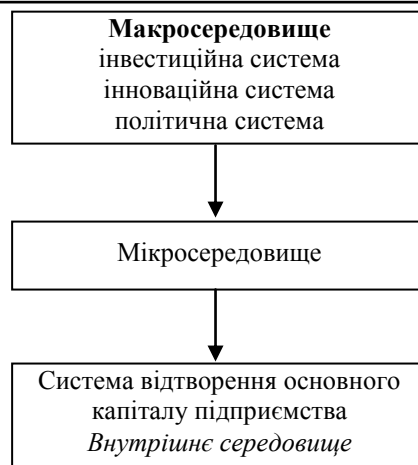 Макросередовище
інвестиційна система
інноваційна система
політична система
Мікросередовище
Система відтворення основного
капіталу підприємства
Внутрішнє середовище